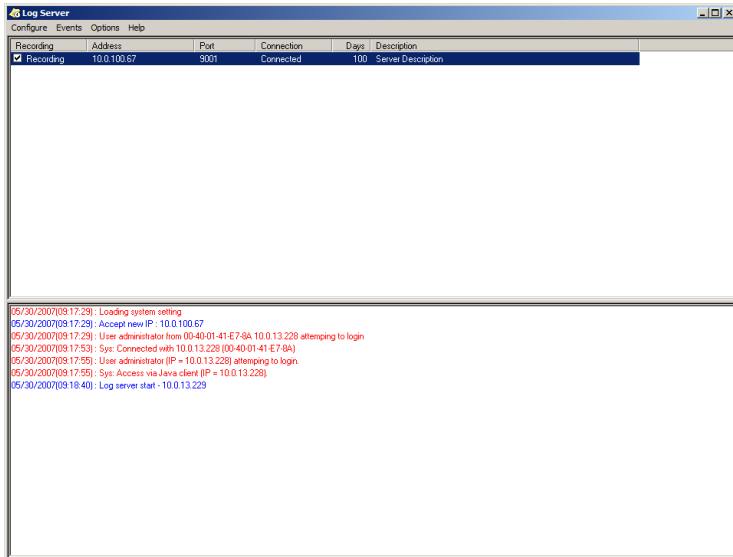 Log Server
Configure Events Options Help
Recording Address Port Connection Days Description
Recording 10.0.100.67 9001 Connected 100 Server Description
05/30/2007(09:17:29) : Loading system setting
05/30/2007(09:17:29) : Accept new IP : 10.0.100.67
05/30/2007(09:17:29) : User administrator from 00-40-01-41-E7-8A 10.0.13.228 attemping to login
05/30/2007(09:17:53) : Sys: Connected with 10.0.13.228 (00-40-01-41-E7-8A)
05/30/2007(09:17:55) : User administrator (IP = 10.0.13.228) attemping to login.
05/30/2007(09:17:55) : Sys: Access via Java client (IP = 10.0.13.228).
05/30/2007(09:18:40) : Log server start - 10.0.13.229